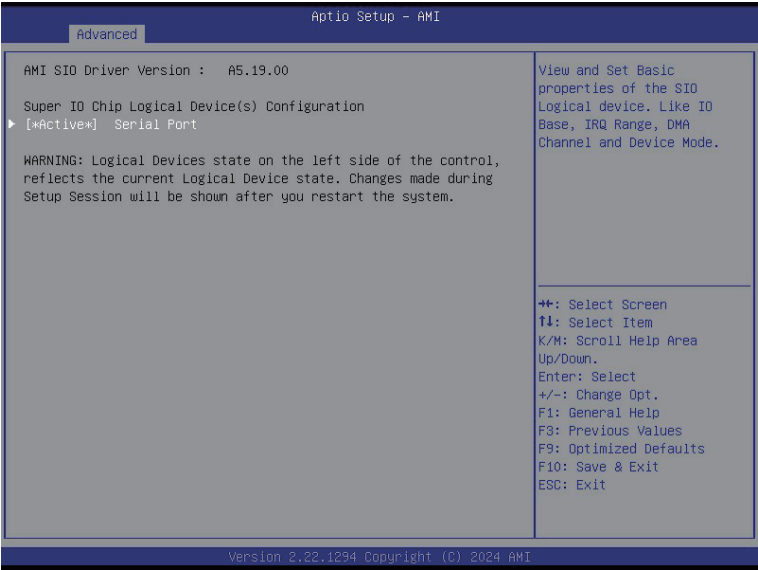 Aptio Setup – AMI
Advanced
AMI SIO Driver Version : A5.19.00
Super IO Chip Logical Device(s) Configuration
[*Active*] Serial Port
WARNING: Logical Devices state on the left side of the control,
reflects the current Logical Device state. Changes made during
Setup Session will be shown after you restart the system.
View and Set Basic
properties of the SIO
Logical device. Like IO
Base, IRQ Range, DMA
Channel and Device Mode.
→←: Select Screen
↑↓: Select Item
K/M: Scroll Help Area
Up/Down.
Enter: Select
+/-: Change Opt.
F1: General Help
F3: Previous Values
F9: Optimized Defaults
F10: Save & Exit
ESC: Exit
Version 2.22.1294 Copyright (C) 2024 AMI